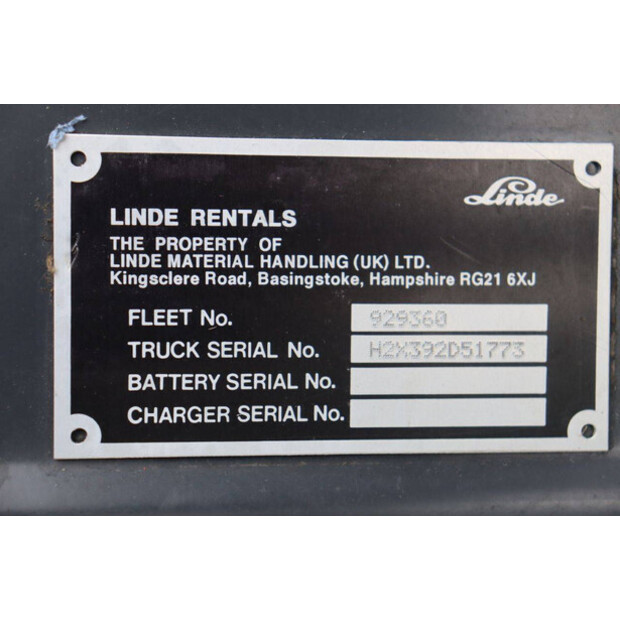 Linde
LINDE RENTALS
THE PROPERTY OF
LINDE MATERIAL HANDLING (UK) LTD.
Kingsclere Road, Basingstoke, Hampshire RG21 6XJ
FLEET No. 929360
TRUCK SERIAL No. H2X392D51773
BATTERY SERIAL No.
CHARGER SERIAL No.